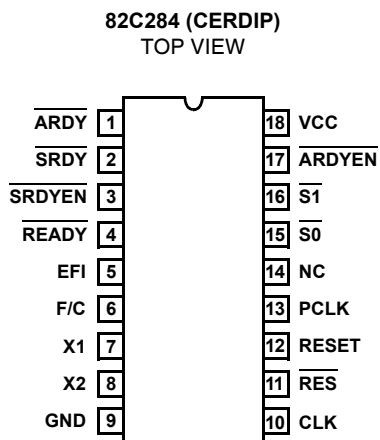 82C284 (CERDIP)
TOP VIEW
ARDY 1 18 VCC
SRDY 2 17 ARDYEN
SRDYEN 3 16 S1
READY 4 15 S0
EFI 5 14 NC
F/C 6 13 PCLK
X1 7 12 RESET
X2 8 11 RES
GND 9 10 CLK